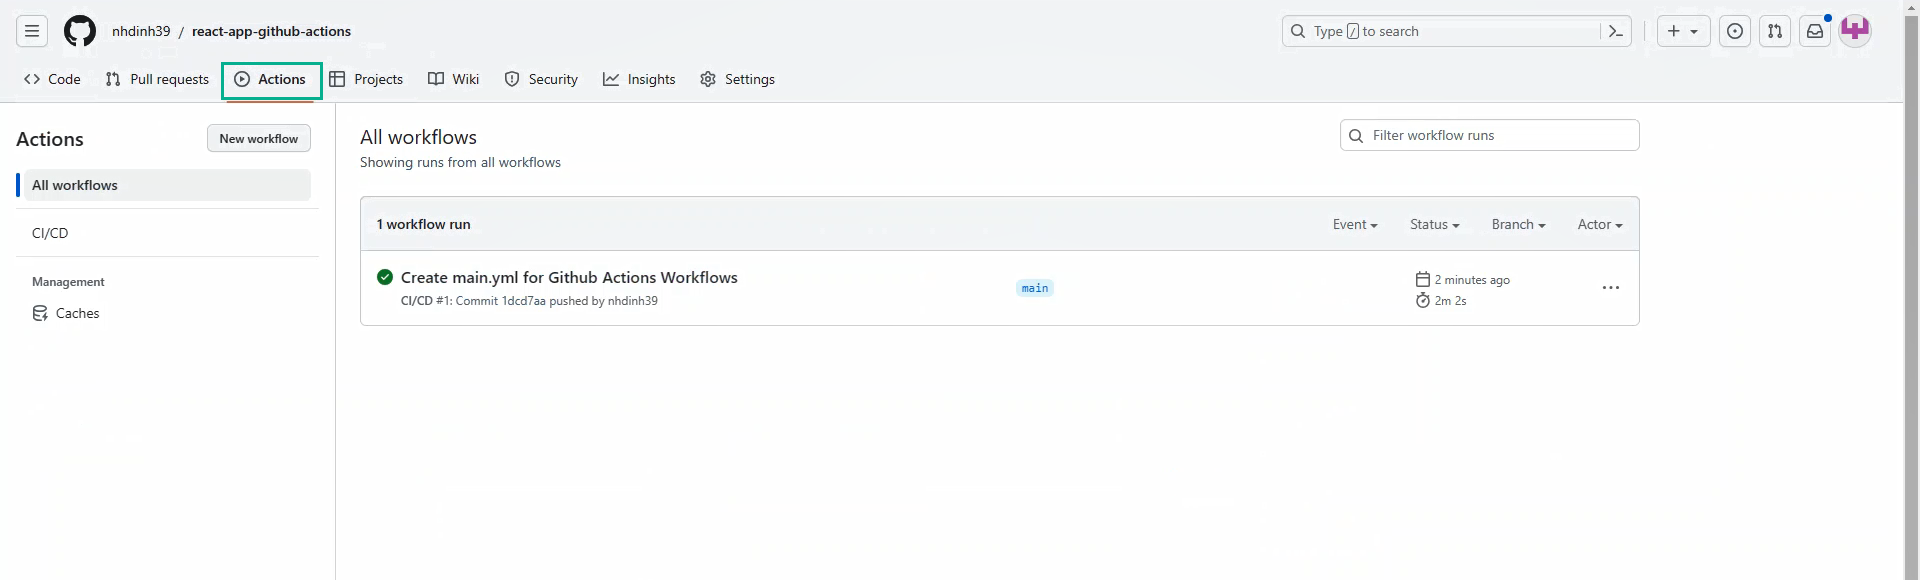 nhdinh39 / react-app-github-actions
Type / to search
Code Pull requests Actions Projects Wiki Security Insights Settings
Actions
New workflow
All workflows
CI/CD
Management
Caches
All workflows
Showing runs from all workflows
Filter workflow runs
1 workflow run
Event Status Branch Actor
Create main.yml for Github Actions Workflows
CI/CD #1: Commit 1dcd7aa pushed by nhdinh39
main
2 minutes ago
2m 2s